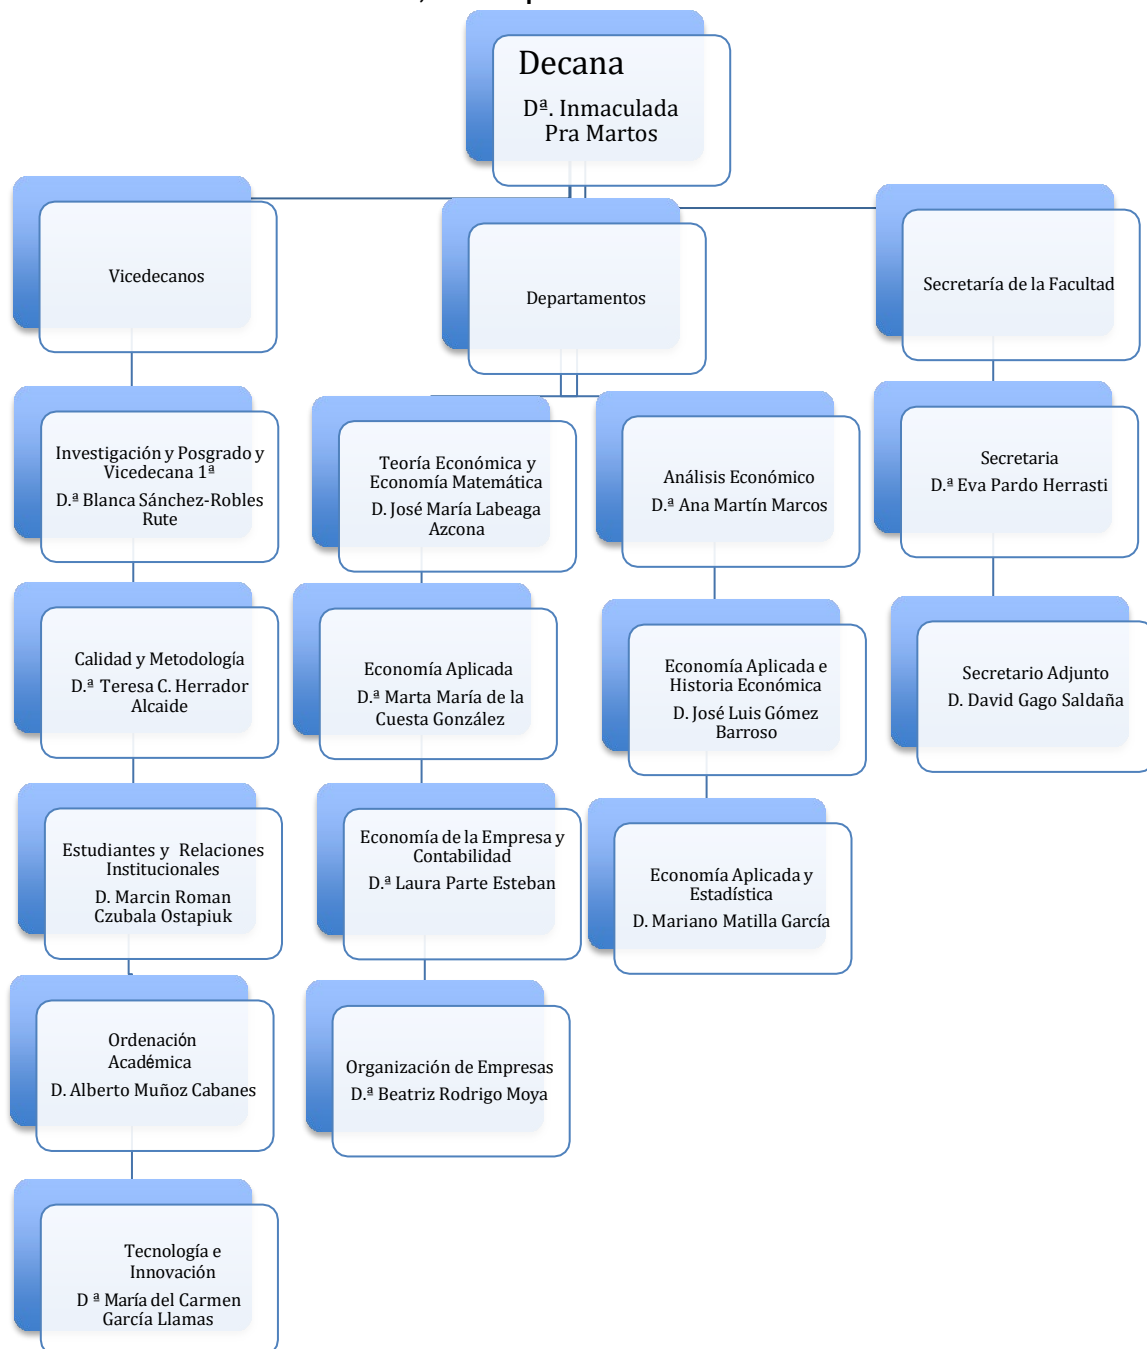 Decana
Dª. Inmaculada
Pra Martos
Vicedecanos
Departamentos
Secretaría de la Facultad
Investigación y Posgrado y
Vicedecana 1ª
D.ª Blanca Sánchez-Robles
Rute
Calidad y Metodología
D.ª Teresa C. Herrador
Alcaide
Estudiantes y Relaciones
Institucionales
D. Marcin Roman
Czubala Ostapiuk
Ordenación
Académica
D. Alberto Muñoz Cabanes
Tecnología e
Innovación
D ª María del Carmen
García Llamas
Teoría Económica y
Economía Matemática
D. José María Labeaga
Azcona
Economía Aplicada
D.ª Marta María de la
Cuesta González
Economía de la Empresa y
Contabilidad
D.ª Laura Parte Esteban
Organización de Empresas
D.ª Beatriz Rodrigo Moya
Análisis Económico
D.ª Ana Martín Marcos
Economía Aplicada e
Historia Económica
D. José Luis Gómez
Barroso
Economía Aplicada y
Estadística
D. Mariano Matilla García
Secretaria
D.ª Eva Pardo Herrasti
Secretario Adjunto
D. David Gago Saldaña